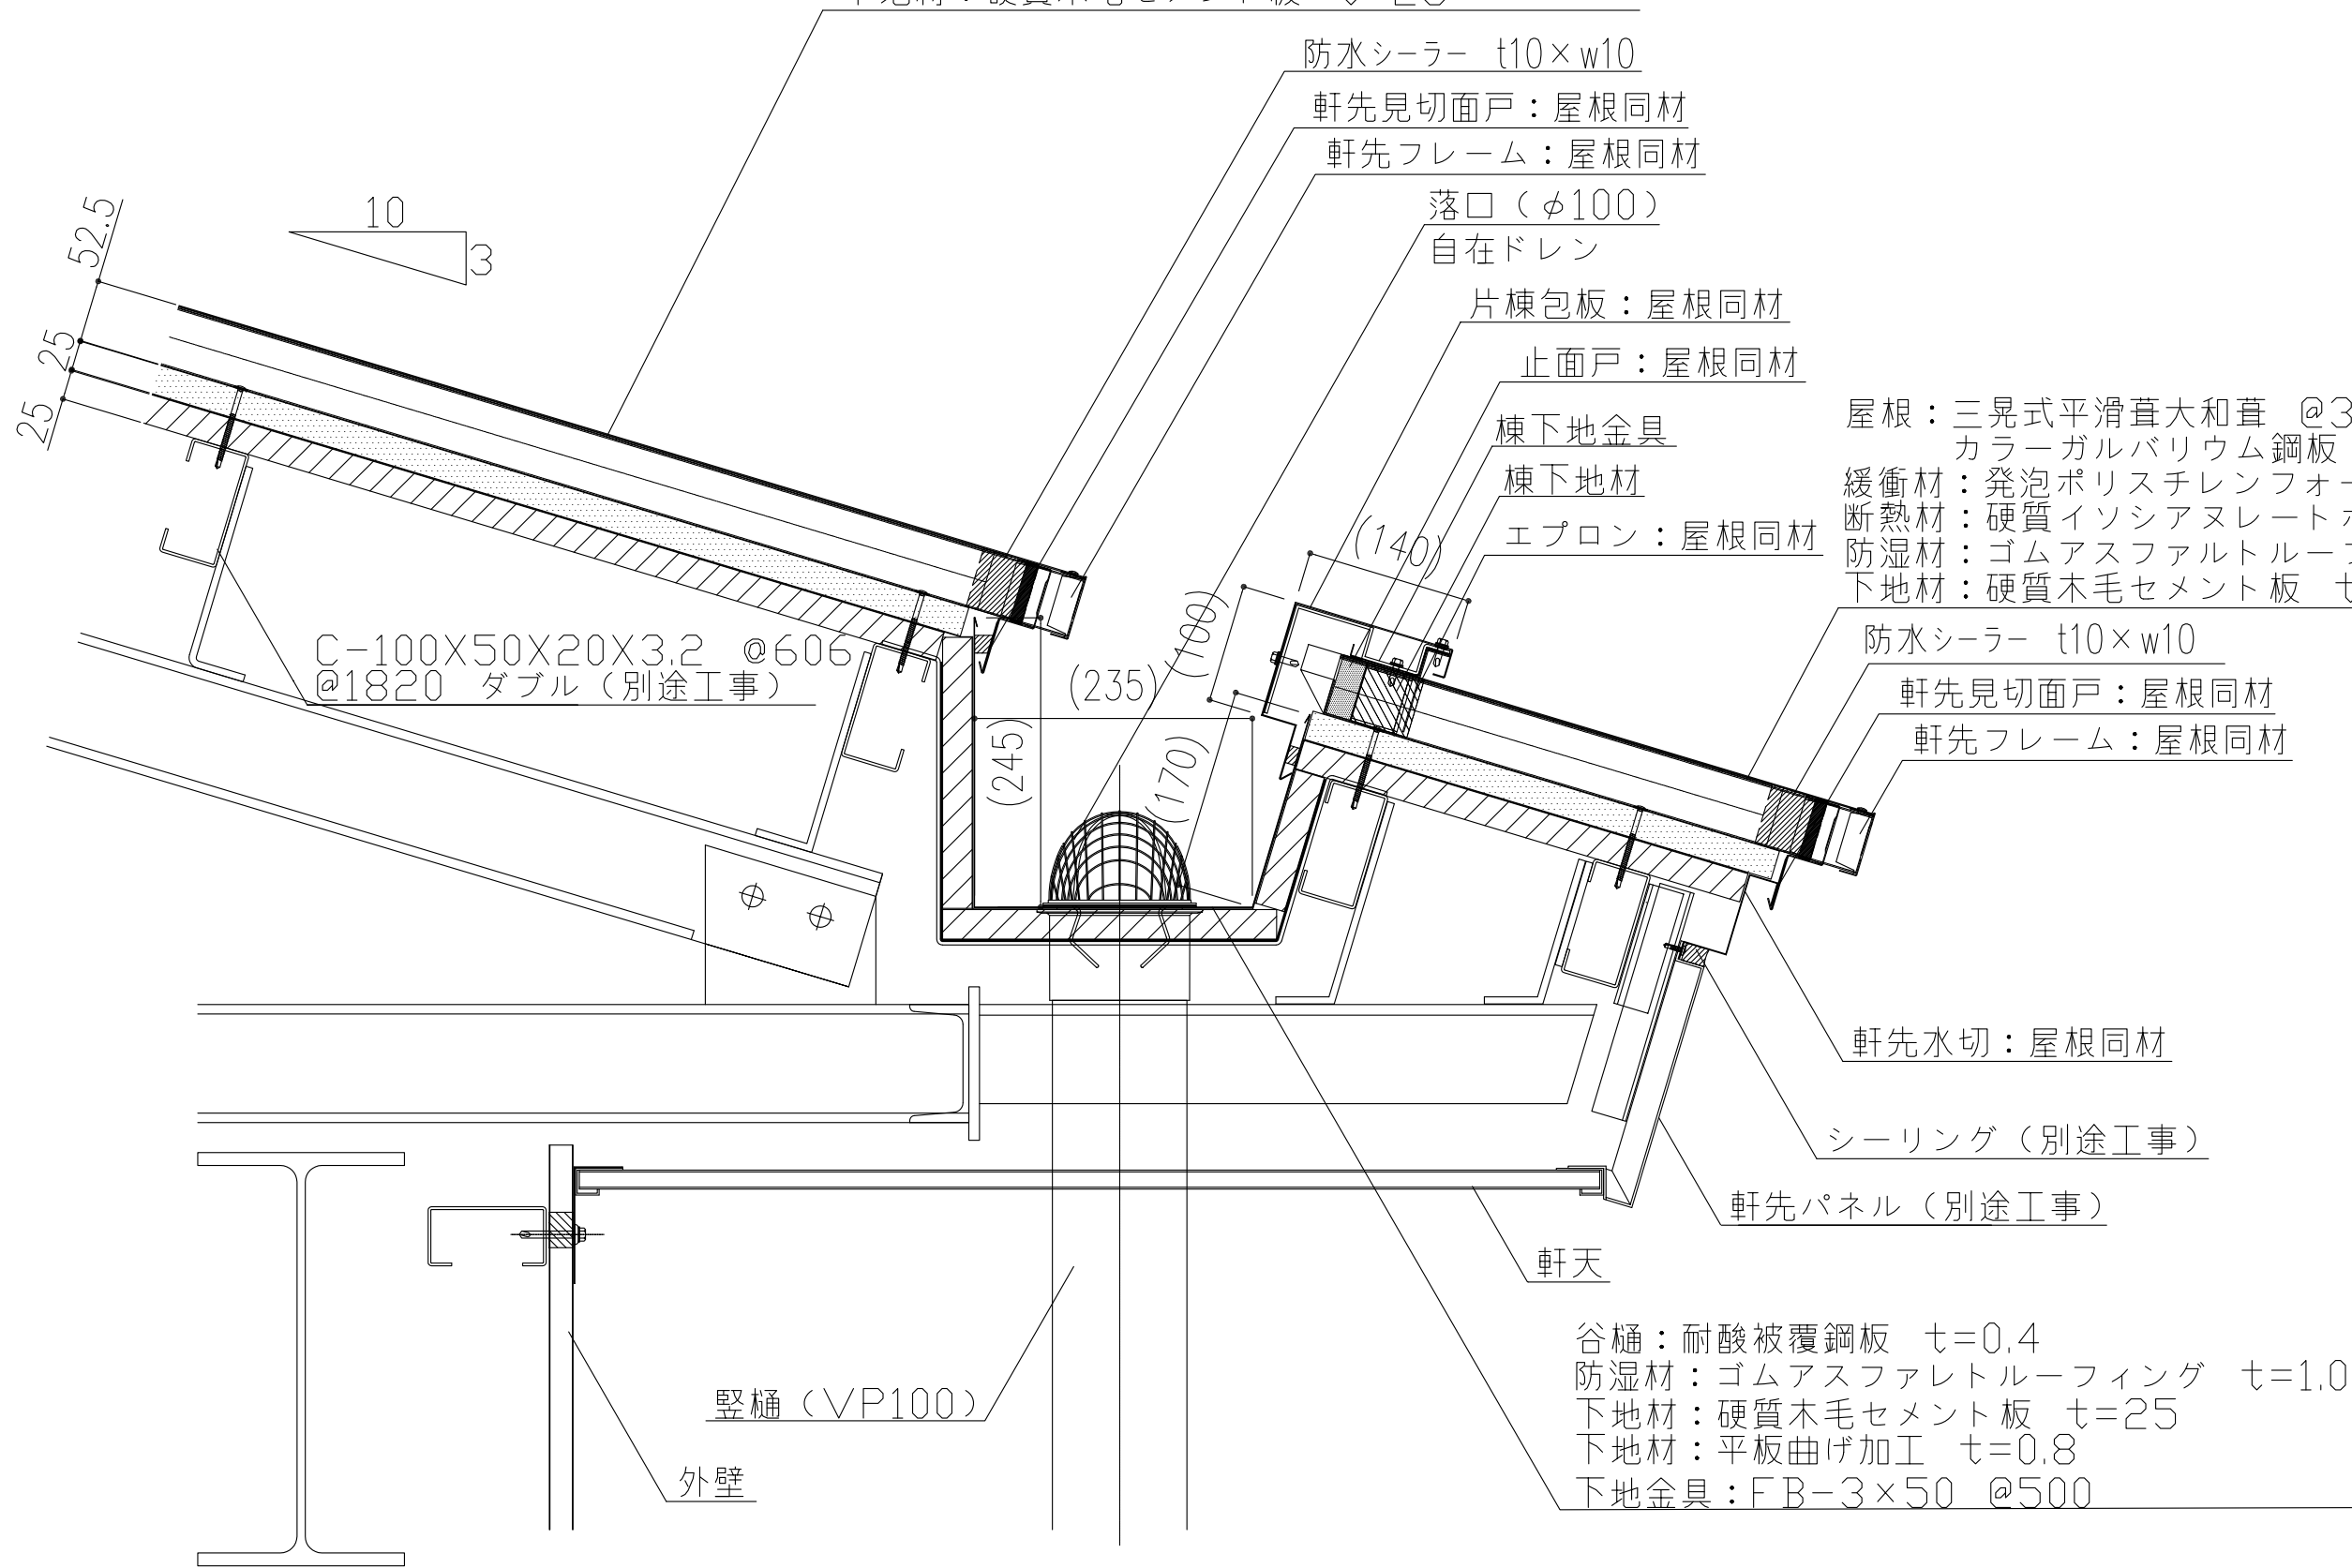 防水シーラー t10×w10
軒先見切面戸：屋根同材
軒先フレーム：屋根同材
落口（φ100）
自在ドレン
片棟包板：屋根同材
止面戸：屋根同材
棟下地金具
棟下地材
エプロン：屋根同材
10
3
52.5
25
25
C-100X50X20X3.2 @606
@1820 ダブル（別途工事）
(140)
(100)
(235)
(245)
(170)
屋根：三晃式平滑葺大和葺 @3
カラーガルバリウム鋼板
緩衝材：発泡ポリスチレンフォー
断熱材：硬質イソシアヌレートホ
防湿材：ゴムアスファルトルーフ
下地材：硬質木毛セメント板 t
防水シーラー t10×w10
軒先見切面戸：屋根同材
軒先フレーム：屋根同材
軒先水切：屋根同材
シーリング（別途工事）
軒先パネル（別途工事）
軒天
竪樋（VP100）
外壁
谷樋：耐酸被覆鋼板 t=0.4
防湿材：ゴムアスファレトルーフィング t=1.0
下地材：硬質木毛セメント板 t=25
下地材：平板曲げ加工 t=0.8
下地金具：FB-3×50 @500